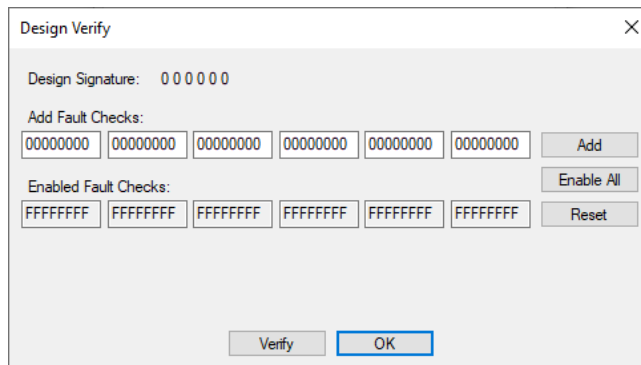 Design Verify
Design Signature: 0 0 0 0 0 0
Add Fault Checks:
00000000 00000000 00000000 00000000 00000000 00000000 Add
Enable All
Enabled Fault Checks:
FFFFFFFF FFFFFFFF FFFFFFFF FFFFFFFF FFFFFFFF FFFFFFFF Reset
Verify OK